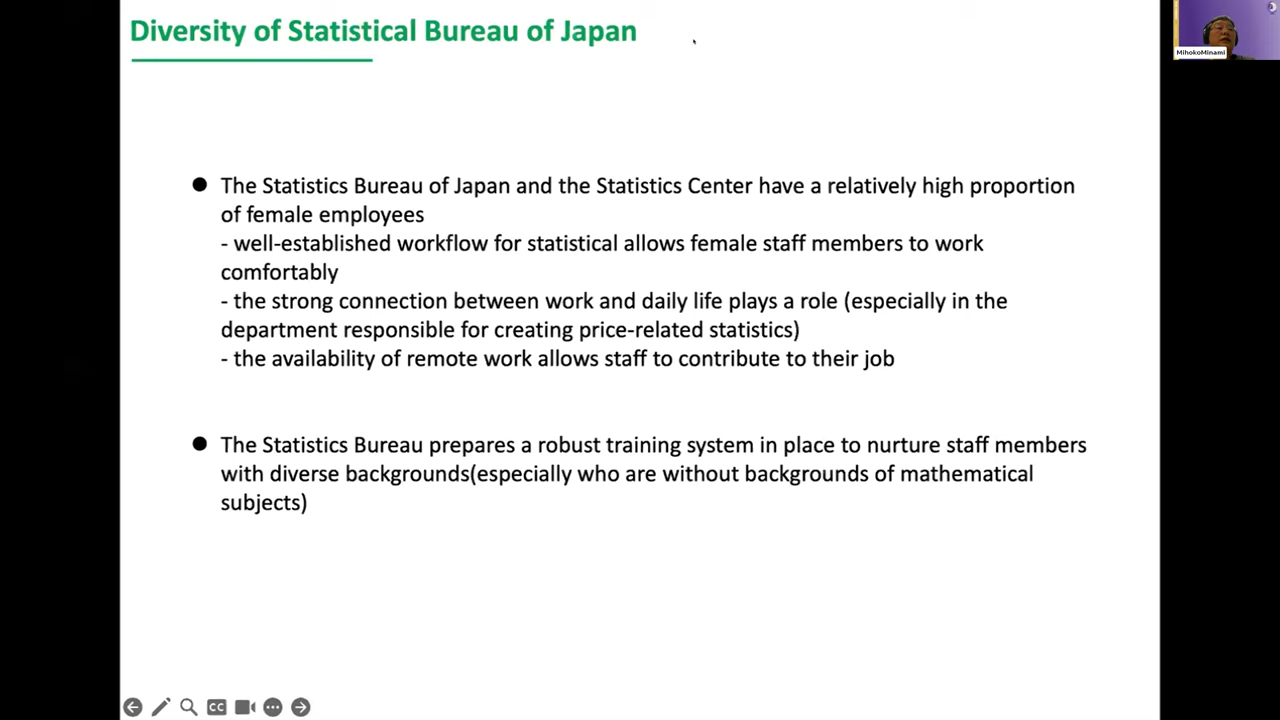 Diversity of Statistical Bureau of Japan
MihokoMinami
● The Statistics Bureau of Japan and the Statistics Center have a relatively high proportion
of female employees
- well-established workflow for statistical allows female staff members to work
comfortably
- the strong connection between work and daily life plays a role (especially in the
department responsible for creating price-related statistics)
- the availability of remote work allows staff to contribute to their job
● The Statistics Bureau prepares a robust training system in place to nurture staff members
with diverse backgrounds(especially who are without backgrounds of mathematical
subjects)
CC